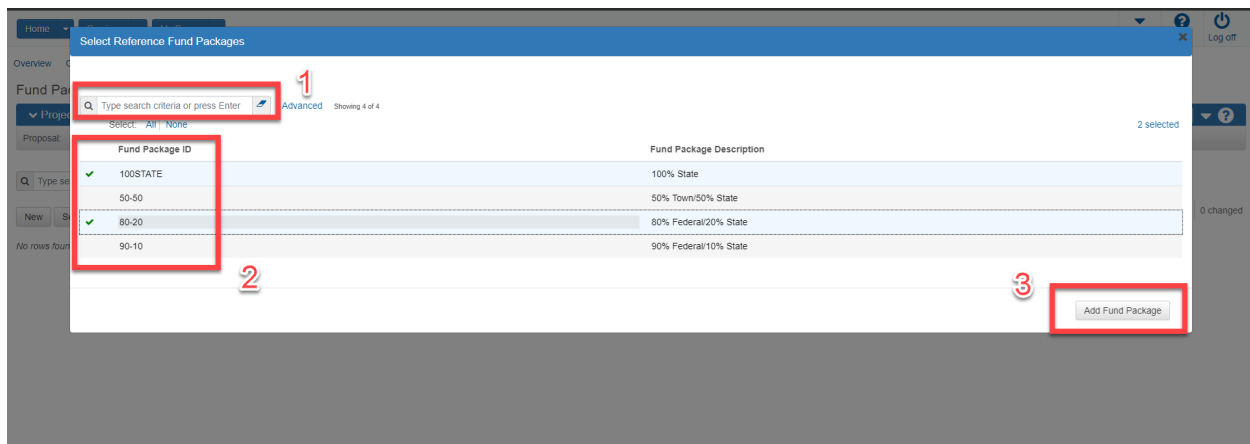 Home
Log off
Select Reference Fund Packages
Overview
Fund Pa
Type search criteria or press Enter
Advanced
Showing 4 of 4
1
Projec
Select: All None
2 selected
Proposal:
Fund Package ID
Fund Package Description
100STATE
100% State
Type se
50-50
50% Town/50% State
New
0 changed
80-20
80% Federal/20% State
No rows foun
90-10
90% Federal/10% State
2
3
Add Fund Package